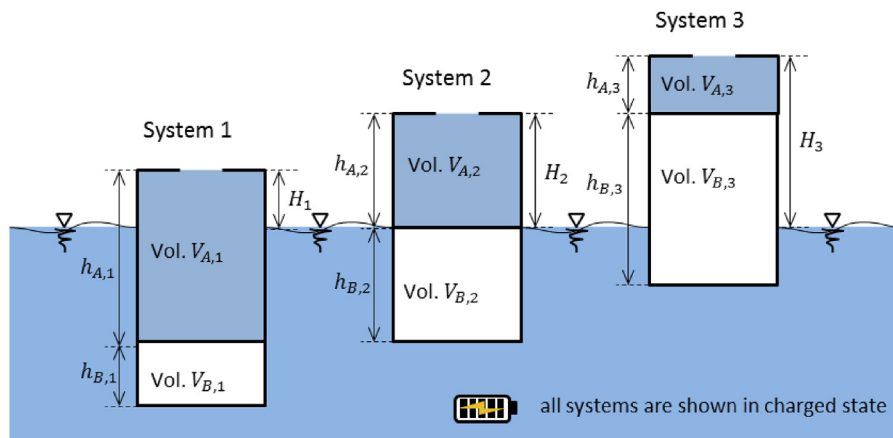 System 1
h_{A,1}
h_{B,1}
Vol. V_{A,1}
Vol. V_{B,1}
H_1
System 2
h_{A,2}
h_{B,2}
Vol. V_{A,2}
Vol. V_{B,2}
H_2
System 3
h_{A,3}
h_{B,3}
Vol. V_{A,3}
Vol. V_{B,3}
H_3
all systems are shown in charged state